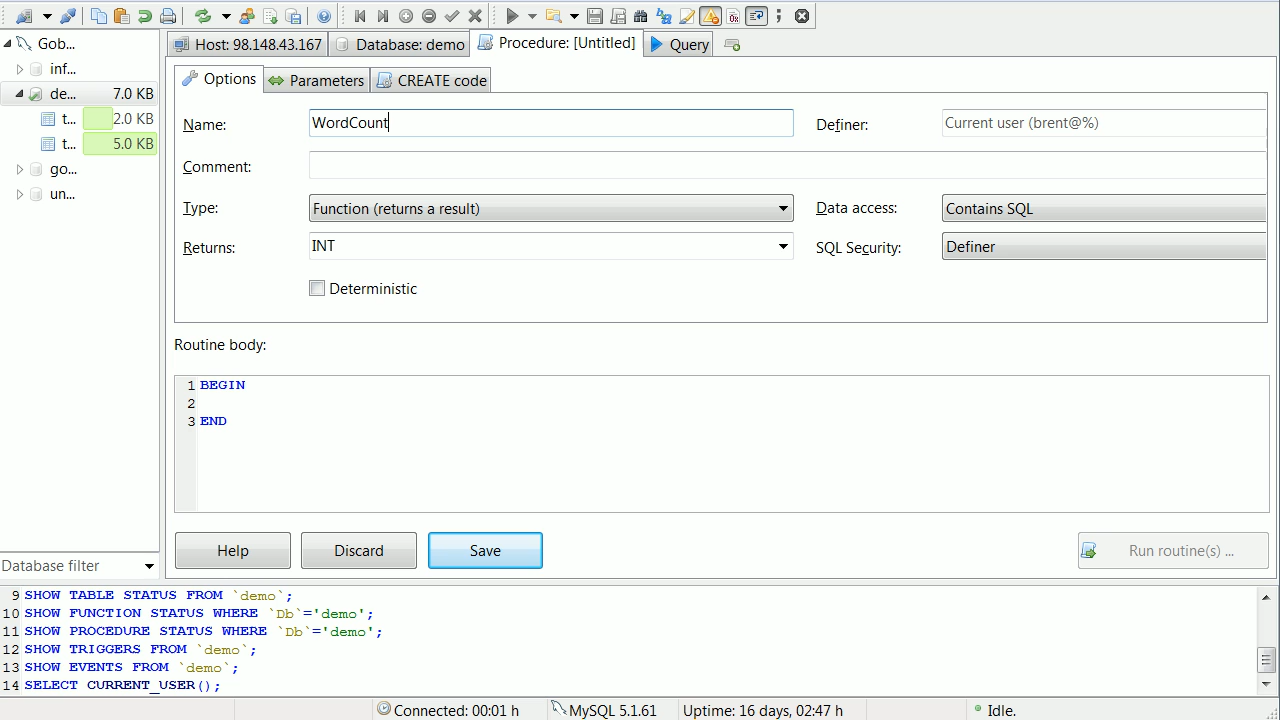 Gob...
inf...
de... 7.0 KB
t... 2.0 KB
t... 5.0 KB
go...
un...
Database filter
Host: 98.148.43.167
Database: demo
Procedure: [Untitled]
Query
Options
Parameters
CREATE code
Name: WordCount
Definer: Current user (brent@%)
Comment:
Type: Function (returns a result)
Data access: Contains SQL
Returns: INT
SQL Security: Definer
Deterministic
Routine body:
1 BEGIN
2
3 END
Help
Discard
Save
Run routine(s) ...
9 SHOW TABLE STATUS FROM `demo`;
10 SHOW FUNCTION STATUS WHERE `Db`='demo';
11 SHOW PROCEDURE STATUS WHERE `Db`='demo';
12 SHOW TRIGGERS FROM `demo`;
13 SHOW EVENTS FROM `demo`;
14 SELECT CURRENT_USER();
Connected: 00:01 h
MySQL 5.1.61
Uptime: 16 days, 02:47 h
Idle.